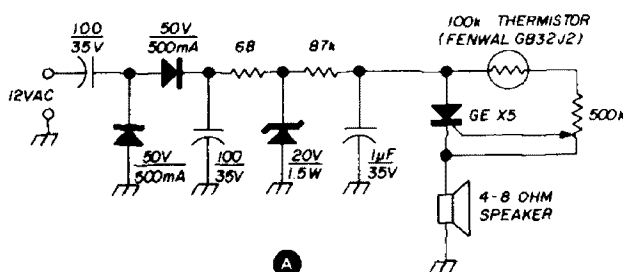 100
35V
50V
500mA
68
87k
100k THERMISTOR
(FENWAL GB32J2)
12VAC
50V
500mA
100
35V
20V
1.5W
1µF
35V
GE X5
500k
4-8 OHM
SPEAKER
A